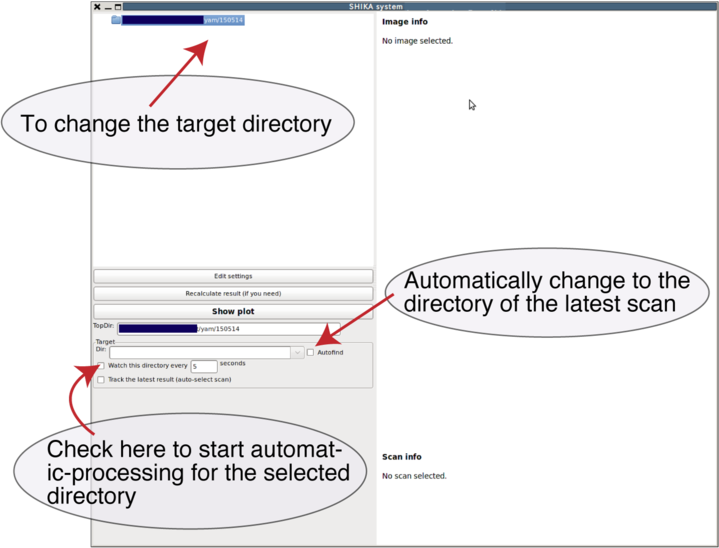 SHIKA system
yam/150514
Image info
No image selected.
To change the target directory
Edit settings
Recalculate result (if you need)
Show plot
TopDir:
/yam/150514
Target
Dir:
Autofind
Watch this directory every 5 seconds
Track the latest result (auto-select scan)
Automatically change to the
directory of the latest scan
Check here to start automat-
ic-processing for the selected
directory
Scan info
No scan selected.